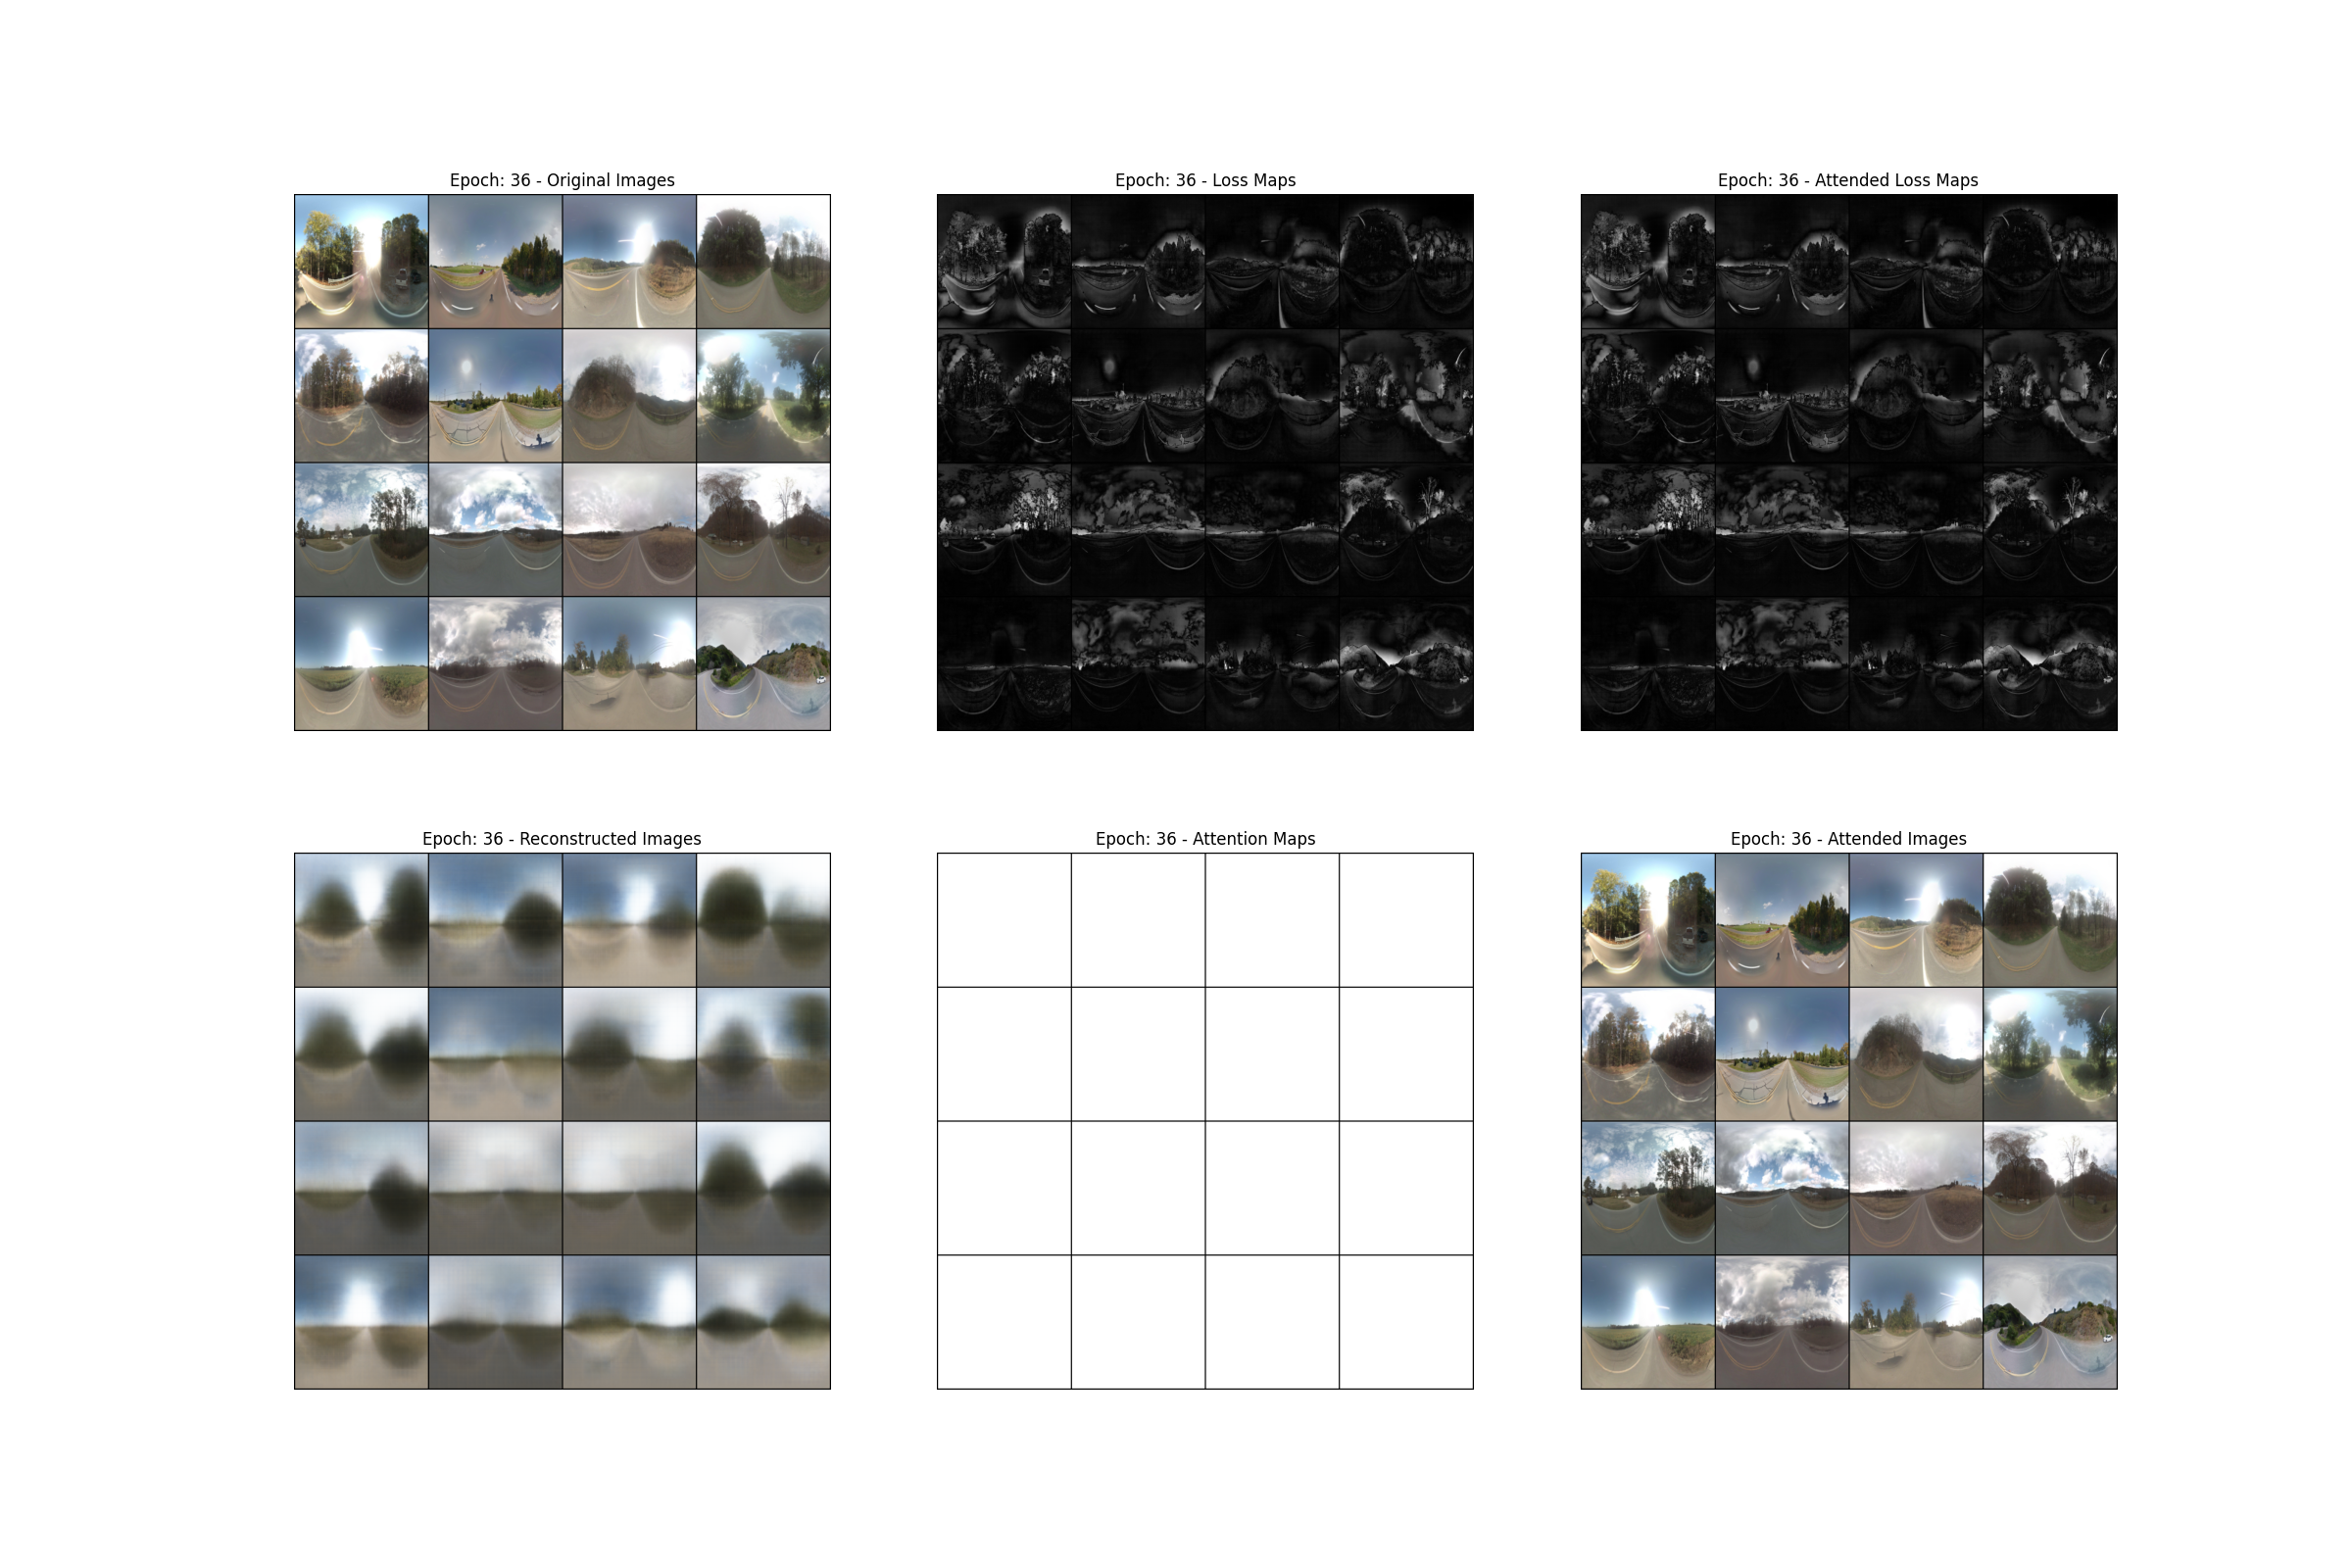 Epoch: 36 - Original Images
Epoch: 36 - Loss Maps
Epoch: 36 - Attended Loss Maps
Epoch: 36 - Reconstructed Images
Epoch: 36 - Attention Maps
Epoch: 36 - Attended Images